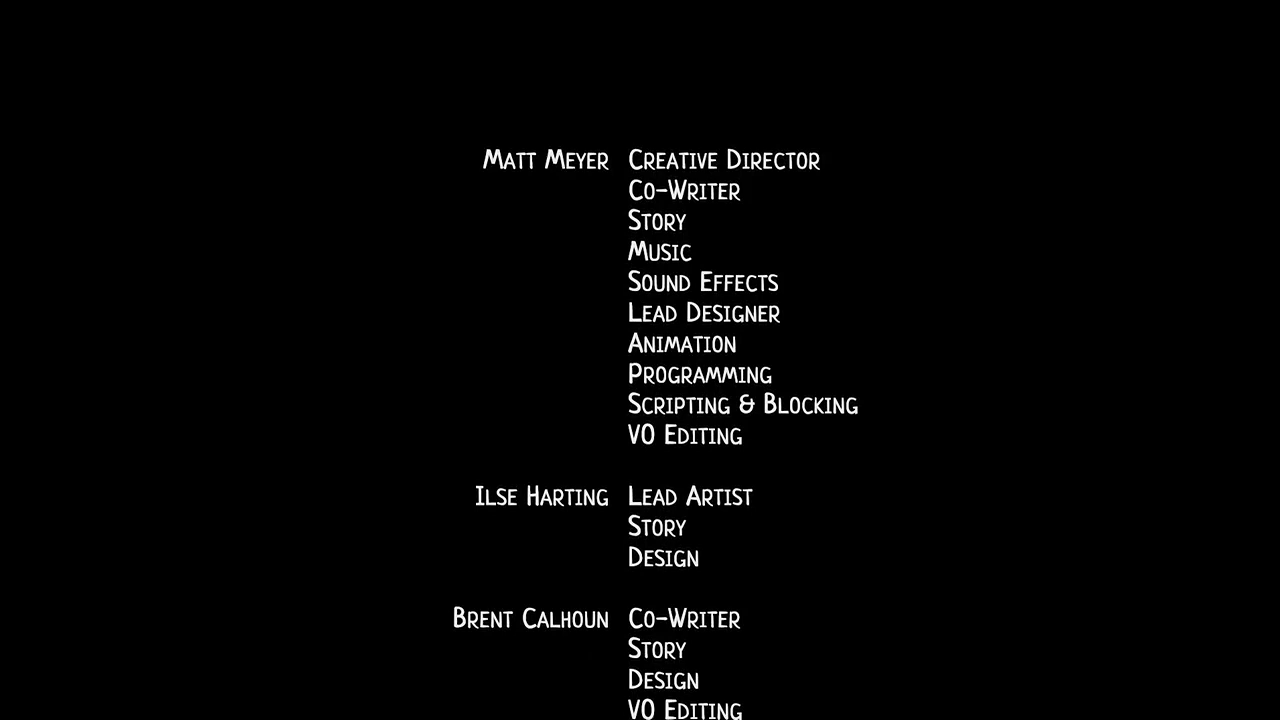 Matt Meyer Creative Director
Co-Writer
Story
Music
Sound Effects
Lead Designer
Animation
Programming
Scripting & Blocking
VO Editing
Ilse Harting Lead Artist
Story
Design
Brent Calhoun Co-Writer
Story
Design
VO Editing